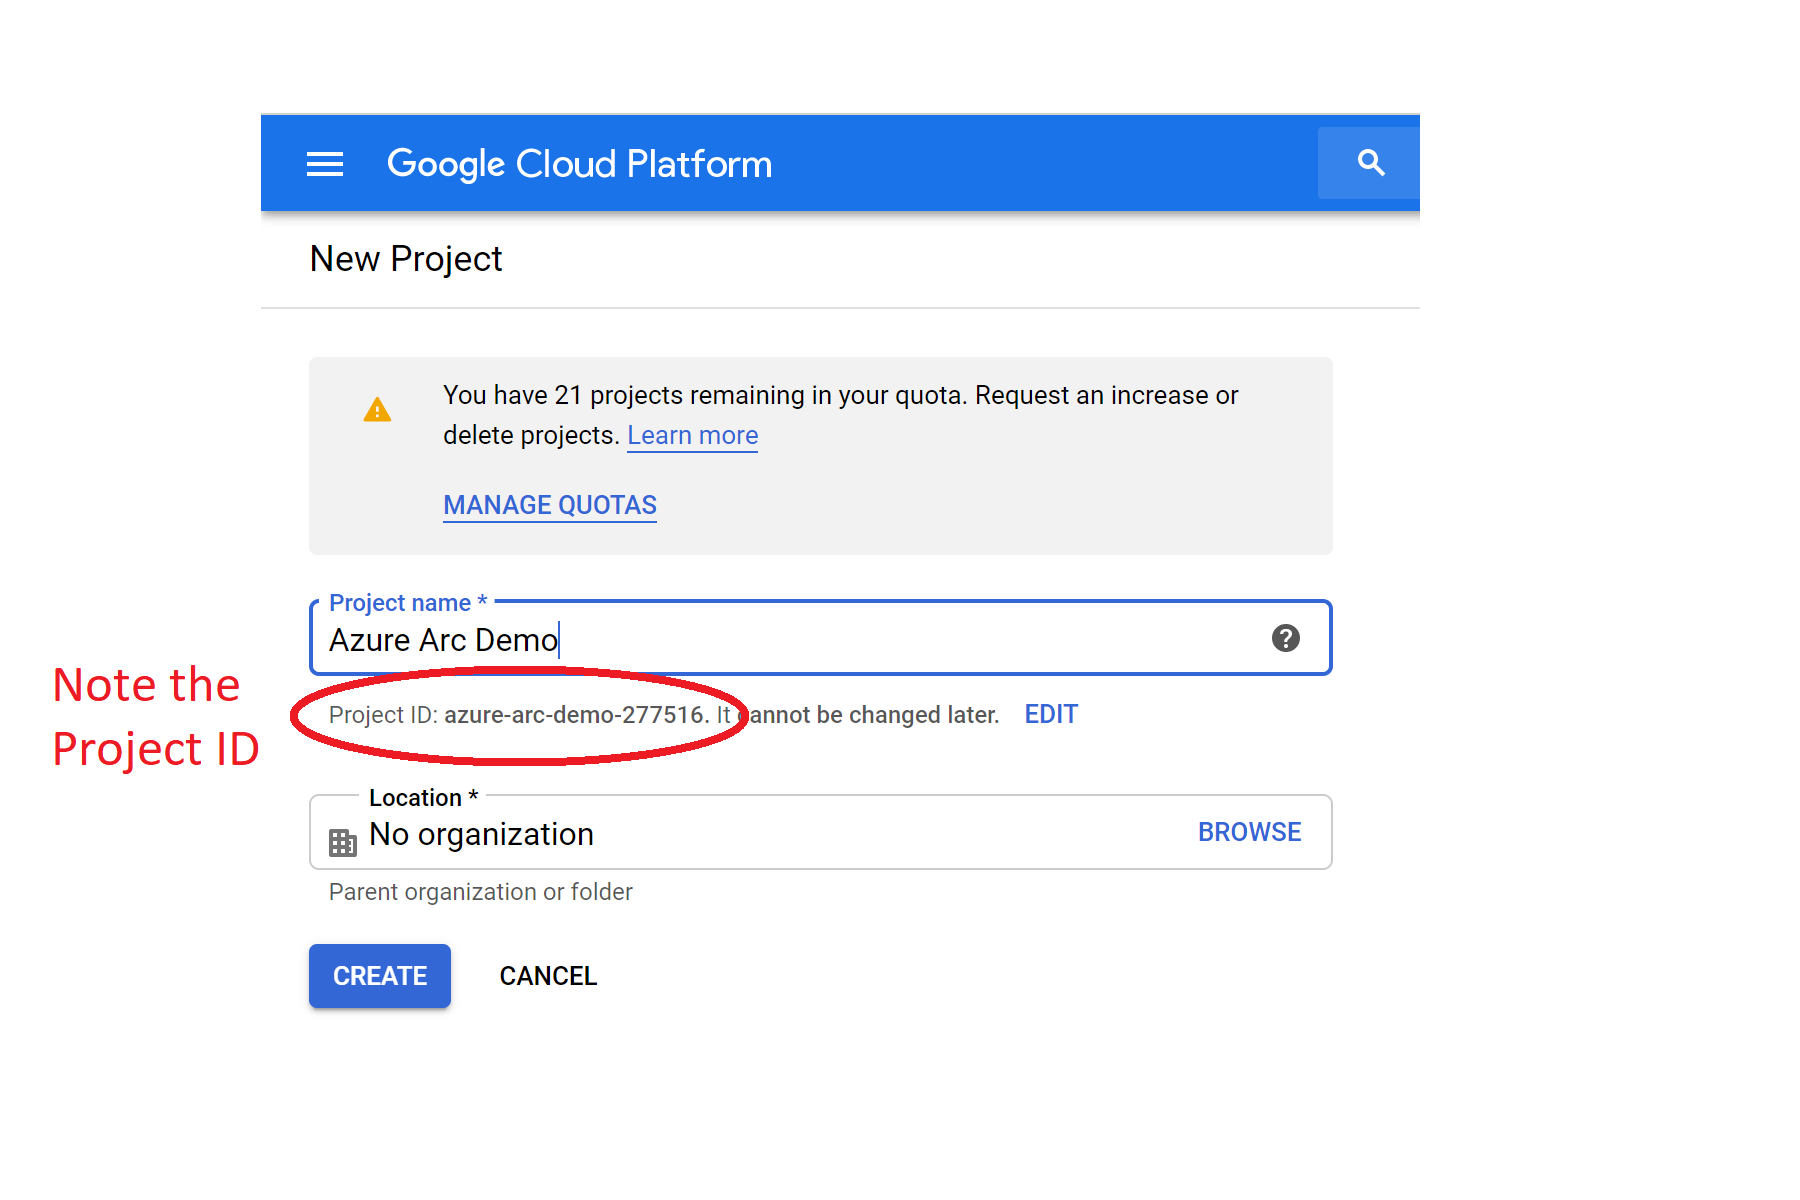 Google Cloud Platform
New Project
You have 21 projects remaining in your quota. Request an increase or
delete projects. Learn more
MANAGE QUOTAS
Project name *
Azure Arc Demo
Note the
Project ID
Project ID: azure-arc-demo-277516. It cannot be changed later. EDIT
Location *
No organization
BROWSE
Parent organization or folder
CREATE
CANCEL